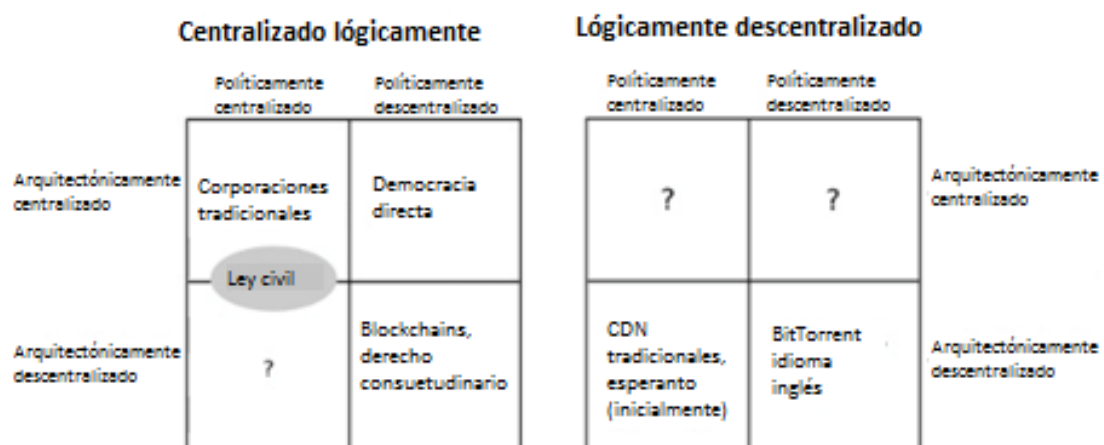 Centralizado lógicamente
Lógicamente descentralizado
Políticamente
centralizado
Políticamente
descentralizado
Políticamente
centralizado
Políticamente
descentralizado
Arquitectónicamente
centralizado
Corporaciones
tradicionales
Democracia
directa
?
?
Arquitectónicamente
centralizado
Ley civil
Arquitectónicamente
descentralizado
?
Blockchains,
derecho
consuetudinario
CDN
tradicionales,
esperanto
(inicialmente)
BitTorrent
idioma
inglés
Arquitectónicamente
descentralizado